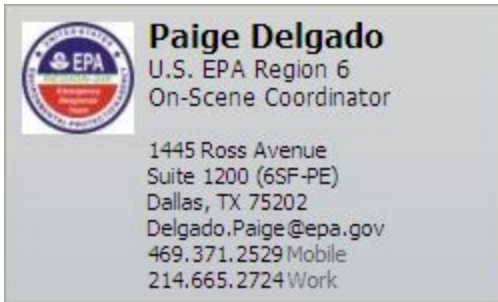 EPA
Paige Delgado
U.S. EPA Region 6
On-Scene Coordinator
1445 Ross Avenue
Suite 1200 (6SF-PE)
Dallas, TX 75202
Delgado.Paige@epa.gov
469.371.2529 Mobile
214.665.2724 Work